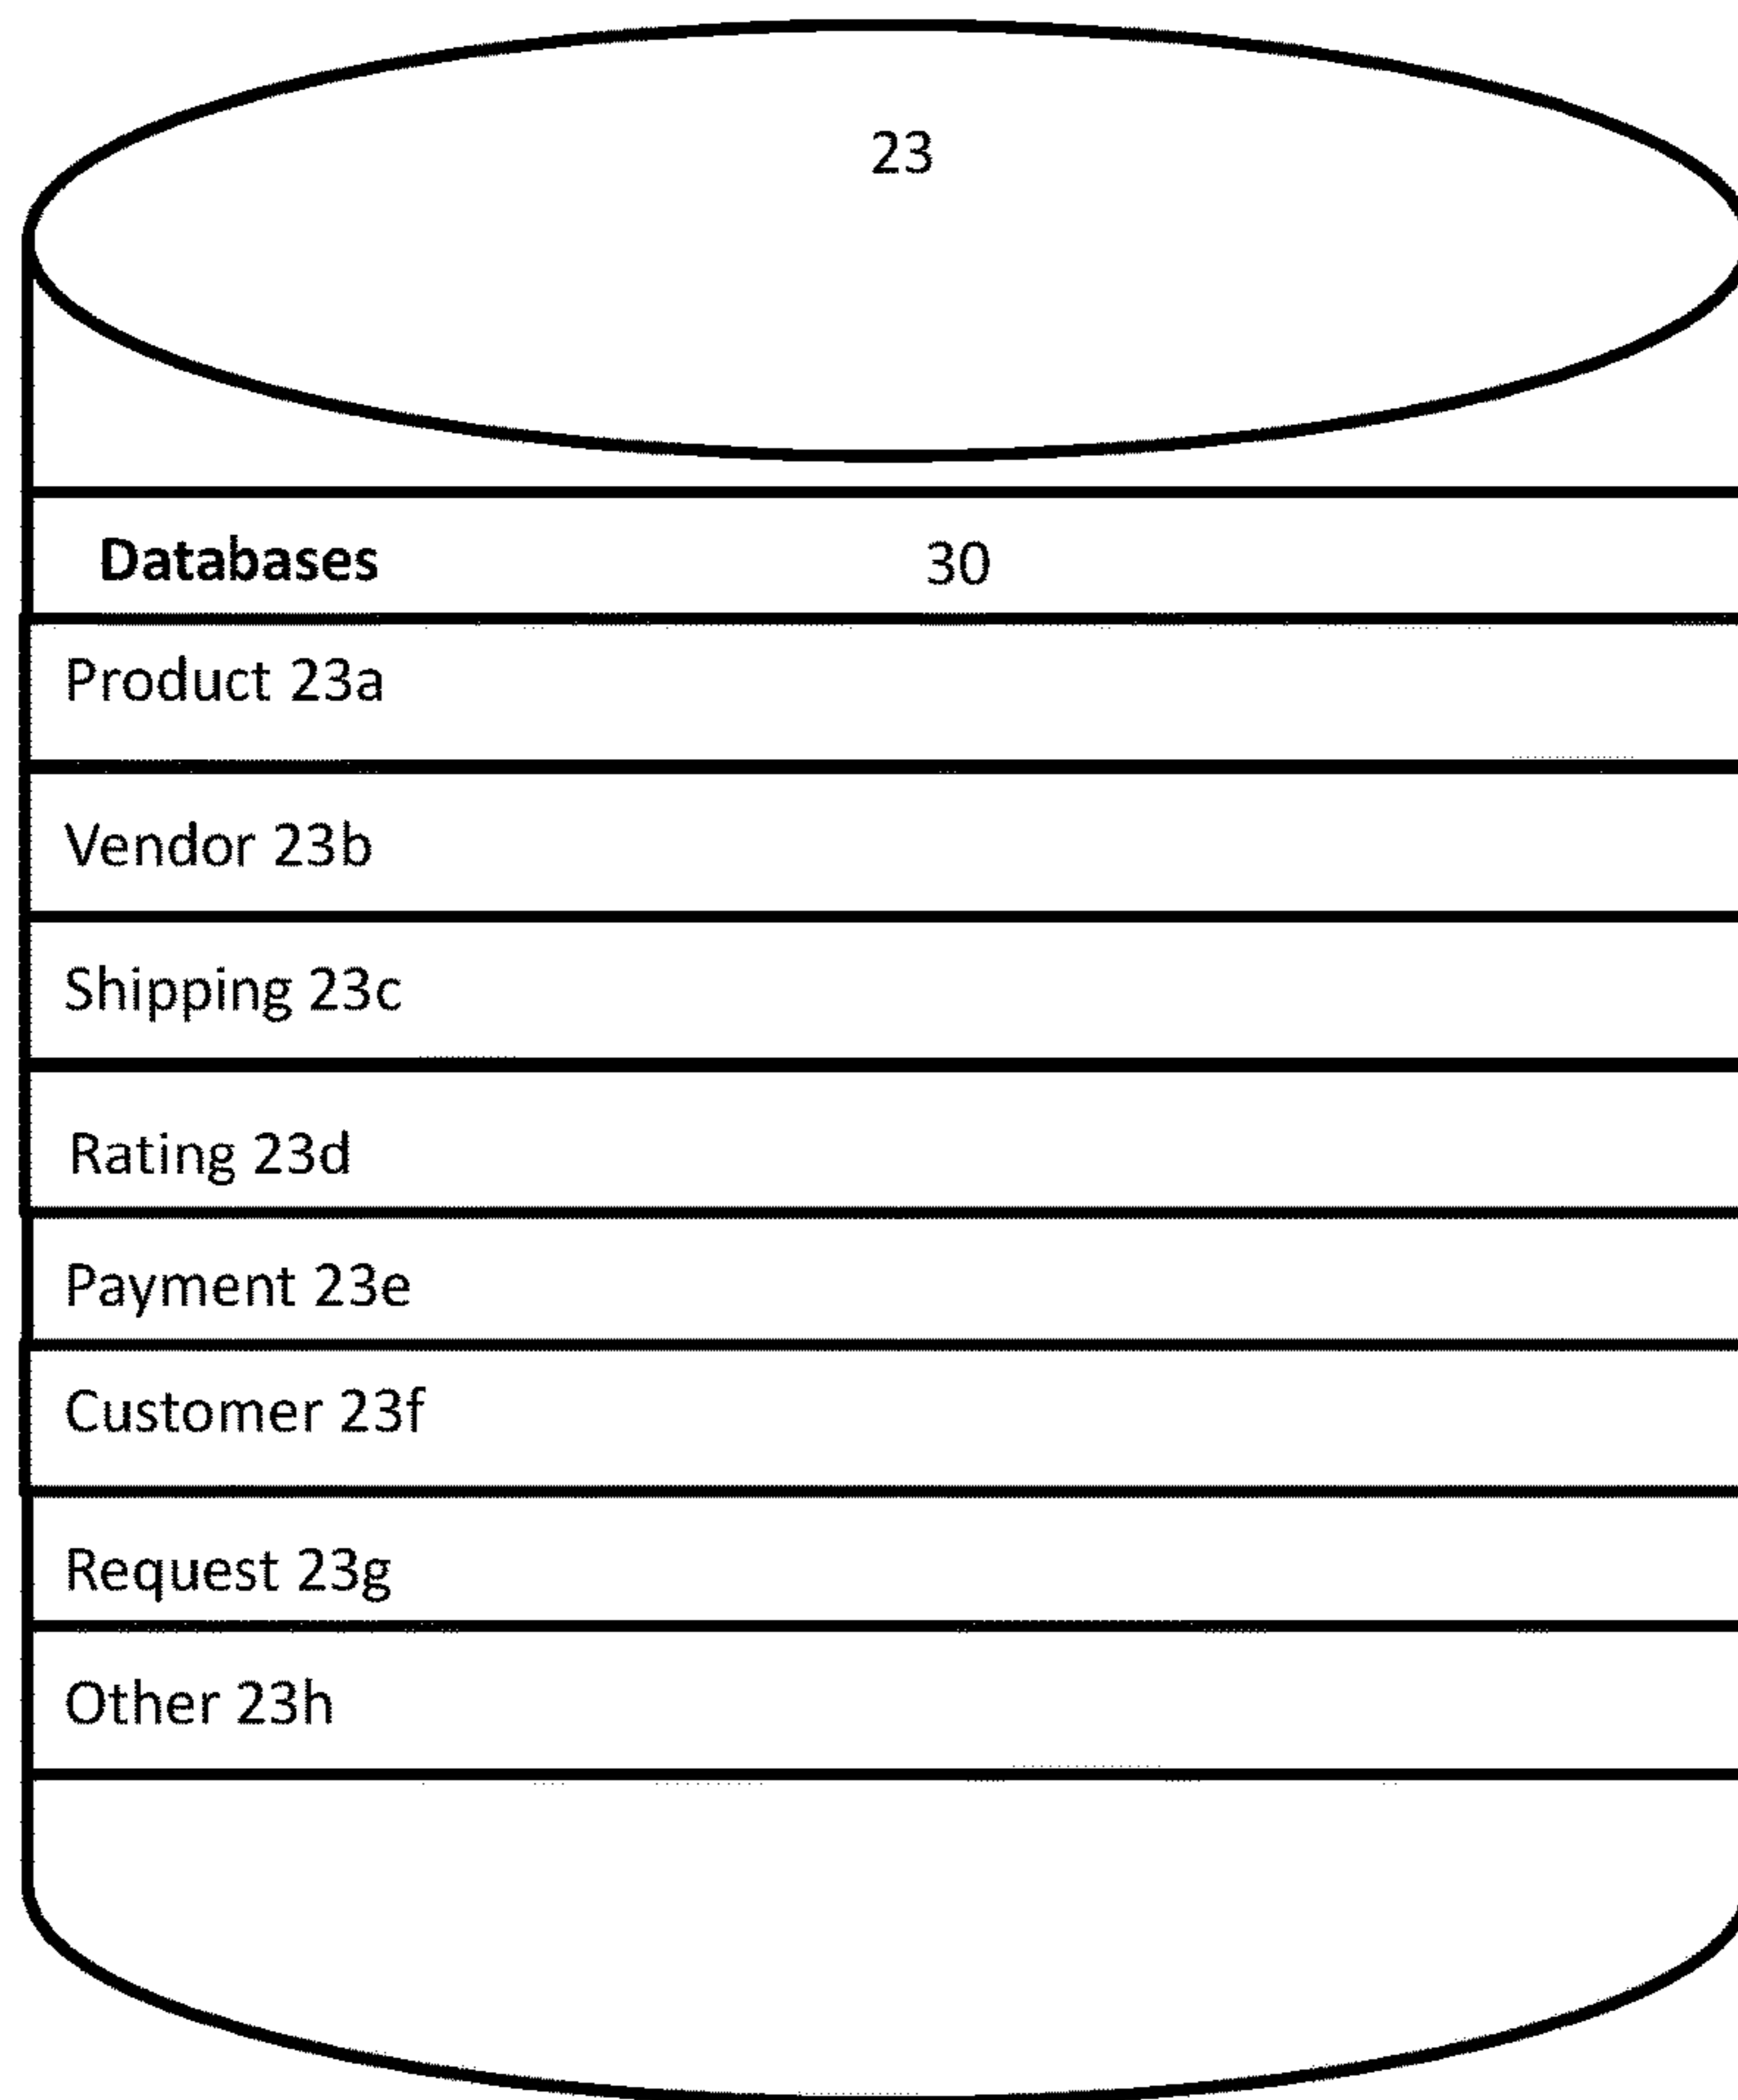 23
Databases 30
Product 23a
Vendor 23b
Shipping 23c
Rating 23d
Payment 23e
Customer 23f
Request 23g
Other 23h